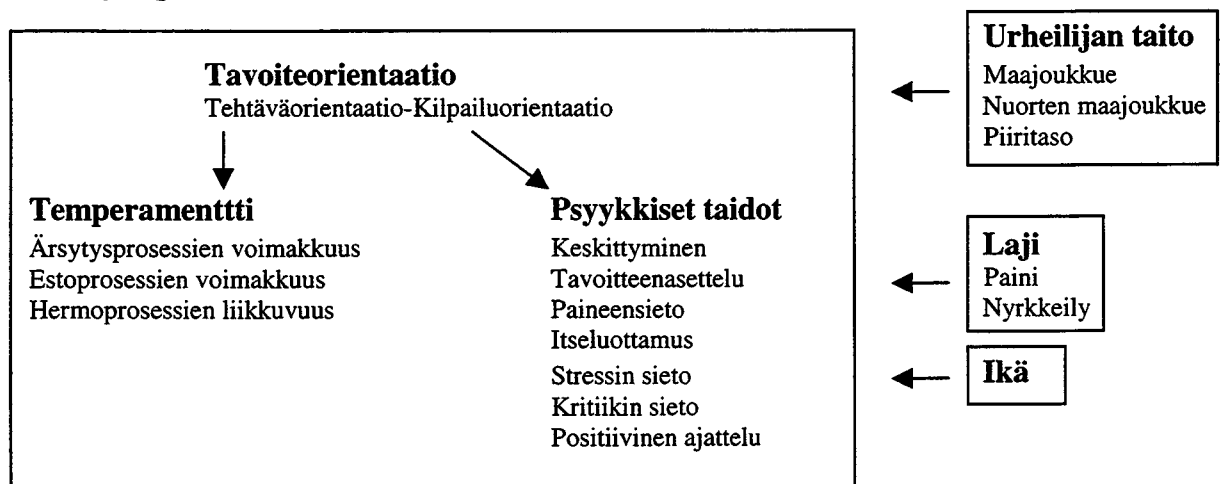 Tavoiteorientaatio
Tehtäväorientaatio-Kilpailuorientaatio
Temperamenttti
Ärsytysprosessien voimakkuus
Estoprosessien voimakkuus
Hermoprosessien liikkuvuus
Psyykkiset taidot
Keskittyminen
Tavoitteenasettelu
Paineensieto
Itseluottamus
Stressin sieto
Kritiikin sieto
Positiivinen ajattelu
Urheilijan taito
Maajoukkue
Nuorten maajoukkue
Piiritaso
Laji
Paini
Nyrkkeily
Ikä